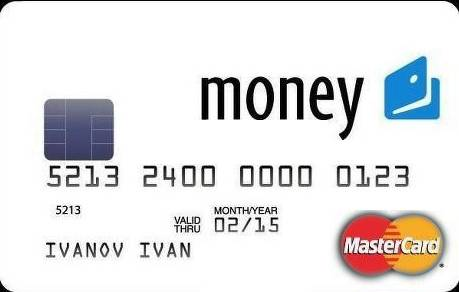 money
5213 2400 0000 0123
5213
VALID THRU MONTH/YEAR 02/15
IVANOV IVAN
MasterCard